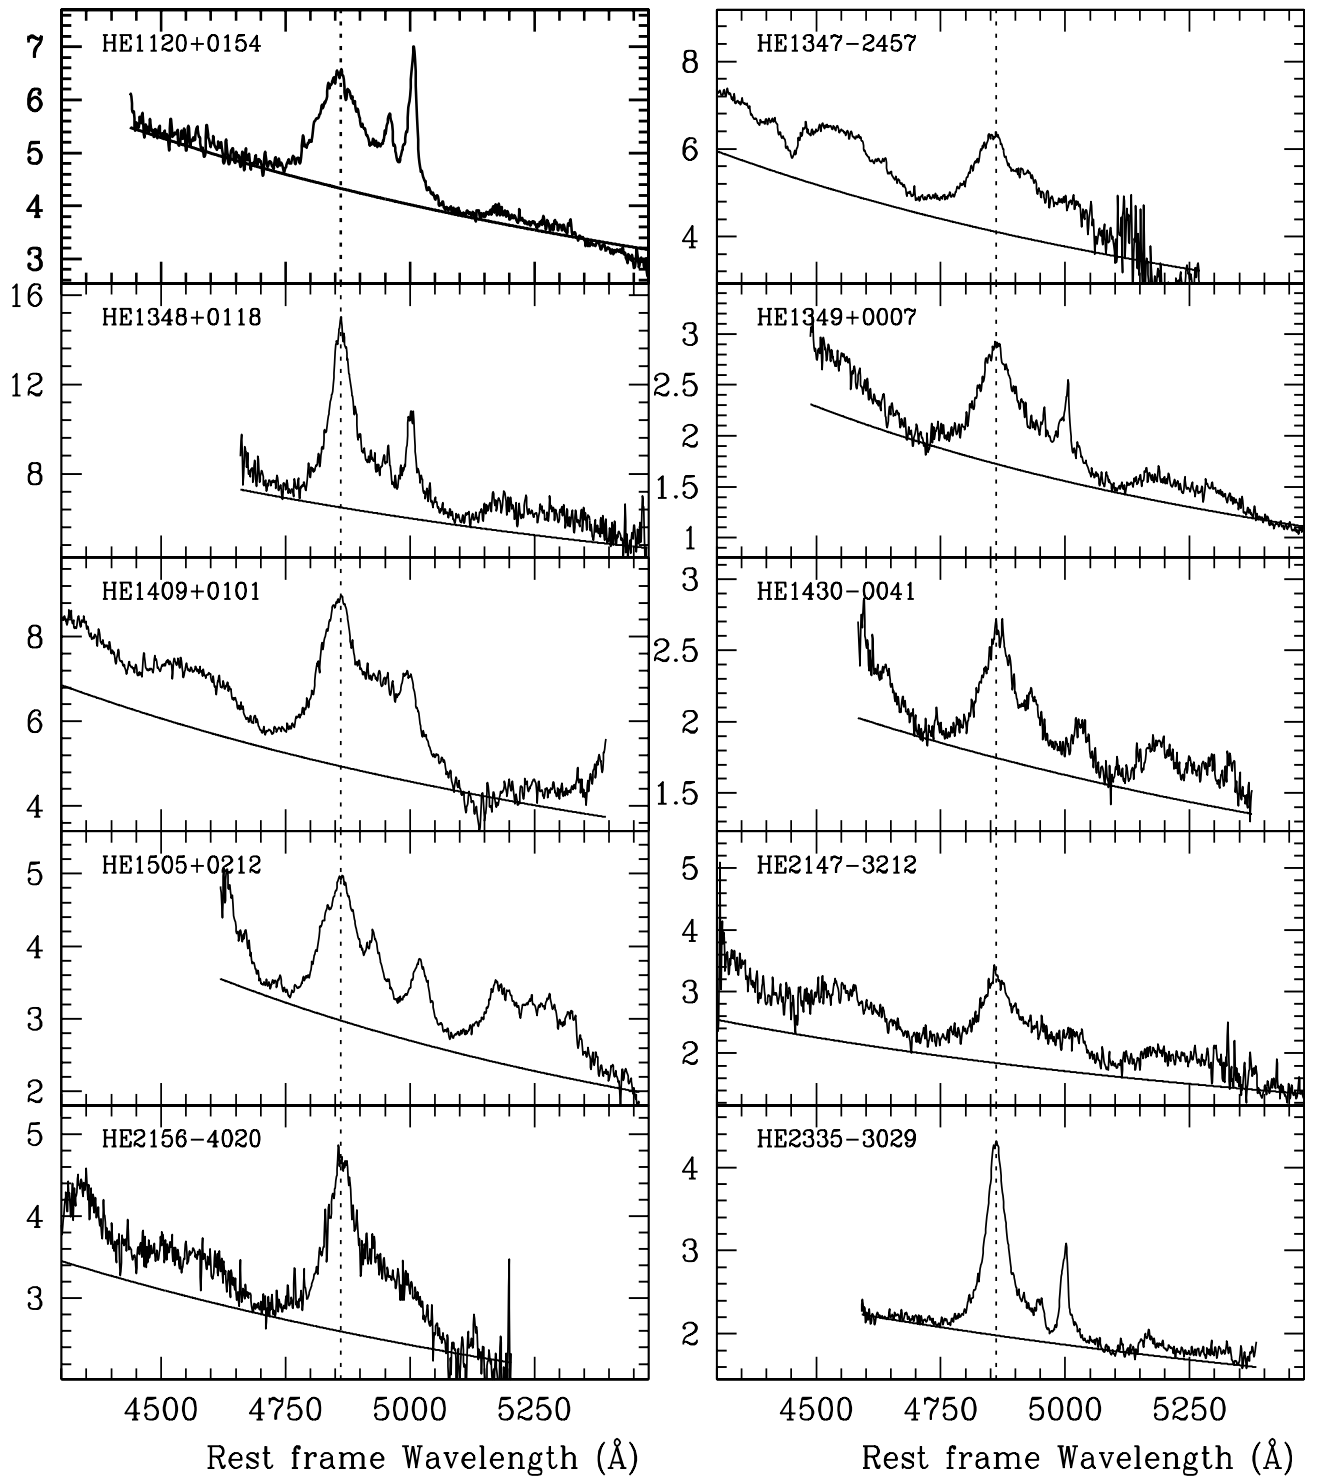 HE1120+0154
7
6
5
4
3
HE1347-2457
8
6
4
HE1348+0118
16
12
8
HE1349+0007
3
2.5
2
1.5
1
HE1409+0101
8
6
4
HE1430-0041
3
2.5
2
1.5
HE1505+0212
5
4
3
2
HE2147-3212
5
4
3
2
HE2156-4020
5
4
3
HE2335-3029
4
3
2
4500 4750 5000 5250
4500 4750 5000 5250
Rest frame Wavelength (Å)
Rest frame Wavelength (Å)